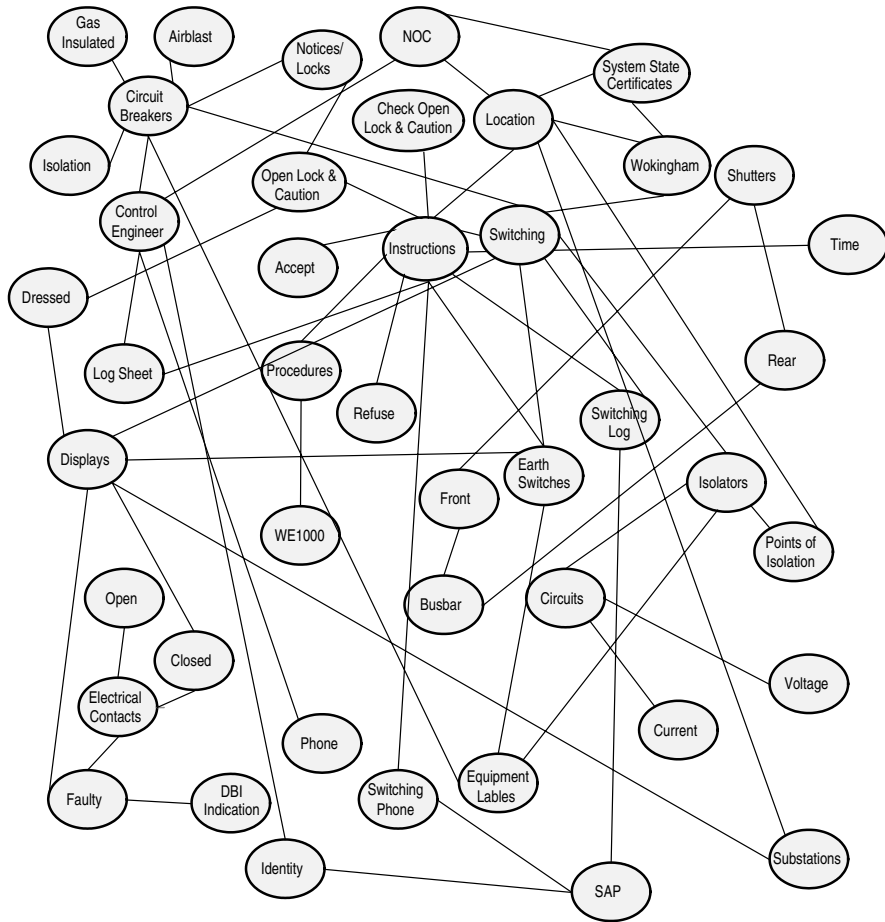 Gas
Insulated
Airblast
Notices/
Locks
NOC
System State
Certificates
Circuit
Breakers
Check Open
Lock & Caution
Location
Isolation
Open Lock &
Caution
Wokingham
Shutters
Control
Engineer
Instructions
Switching
Time
Accept
Dressed
Log Sheet
Procedures
Rear
Refuse
Switching
Log
Displays
Earth
Switches
Isolators
Front
WE1000
Points of
Isolation
Open
Busbar
Circuits
Closed
Voltage
Electrical
Contacts
Phone
Current
Faulty
DBI
Indication
Switching
Phone
Equipment
Lables
Identity
Substations
SAP